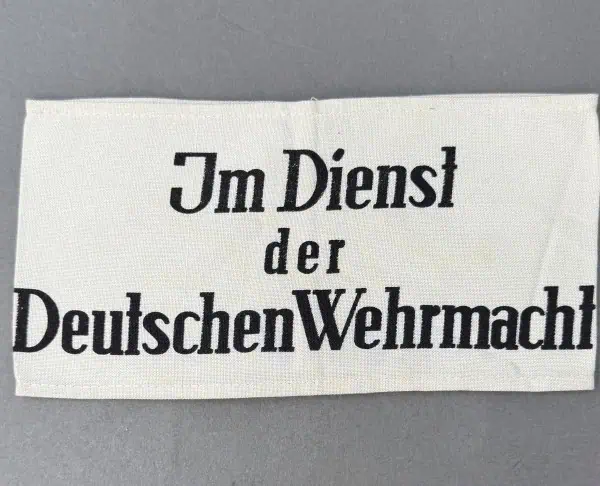 Im Dienst
der
Deutschen Wehrmacht